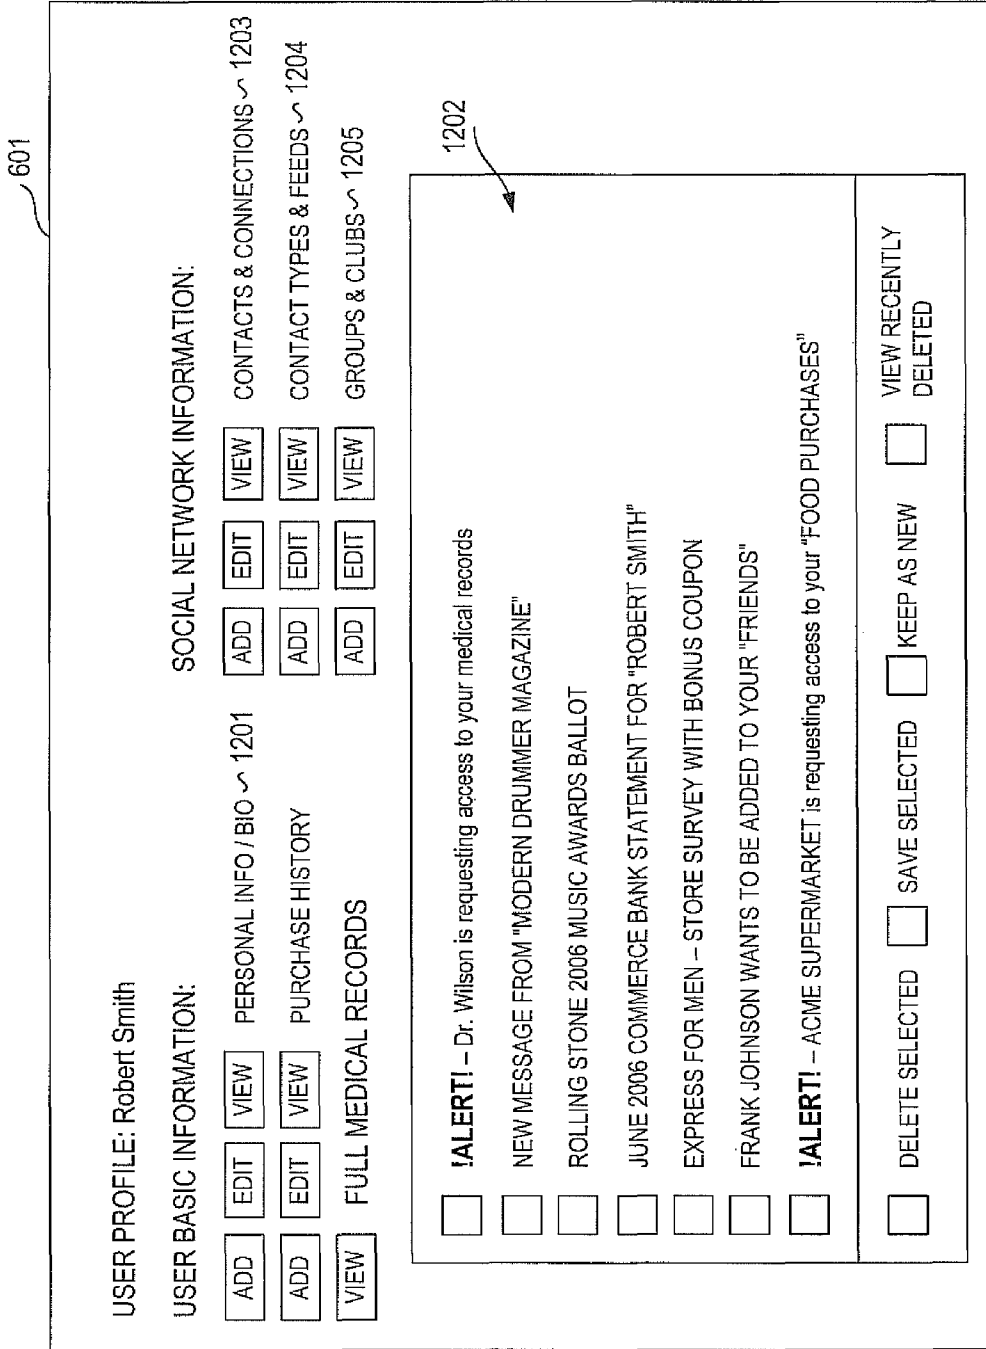 601
USER PROFILE: Robert Smith
USER BASIC INFORMATION:
ADD EDIT VIEW PERSONAL INFO / BIO ~ 1201
ADD EDIT VIEW PURCHASE HISTORY
VIEW FULL MEDICAL RECORDS
SOCIAL NETWORK INFORMATION:
ADD EDIT VIEW CONTACTS & CONNECTIONS ~ 1203
ADD EDIT VIEW CONTACT TYPES & FEEDS ~ 1204
ADD EDIT VIEW GROUPS & CLUBS ~ 1205
1202
!ALERT! – Dr. Wilson is requesting access to your medical records
NEW MESSAGE FROM "MODERN DRUMMER MAGAZINE"
ROLLING STONE 2006 MUSIC AWARDS BALLOT
JUNE 2006 COMMERCE BANK STATEMENT FOR "ROBERT SMITH"
EXPRESS FOR MEN – STORE SURVEY WITH BONUS COUPON
FRANK JOHNSON WANTS TO BE ADDED TO YOUR "FRIENDS"
!ALERT! – ACME SUPERMARKET is requesting access to your "FOOD PURCHASES"
DELETE SELECTED
SAVE SELECTED
KEEP AS NEW
VIEW RECENTLY
DELETED